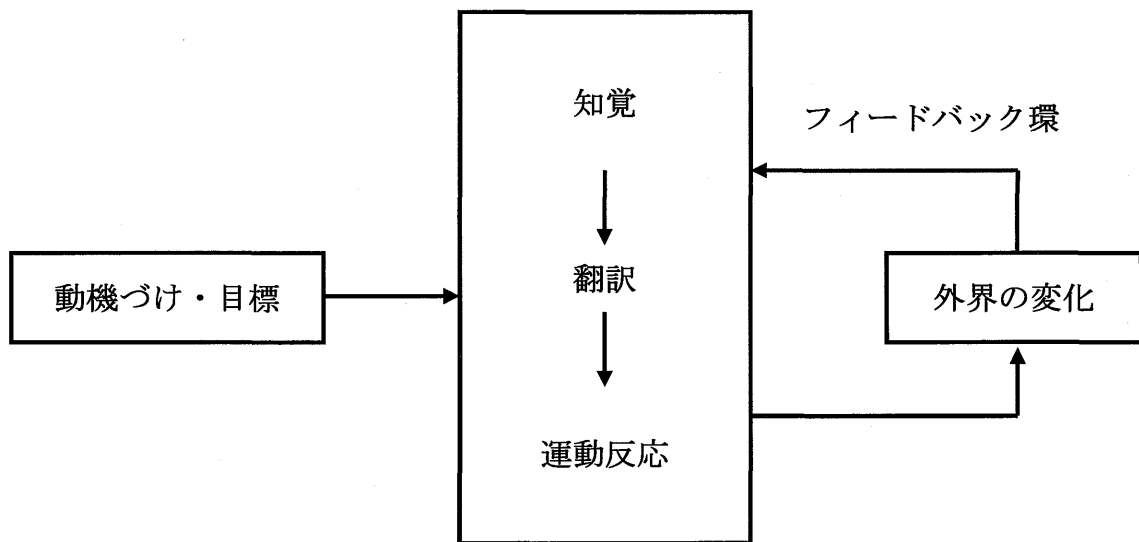 知覚
フィードバック環
動機づけ・目標
翻訳
外界の変化
運動反応